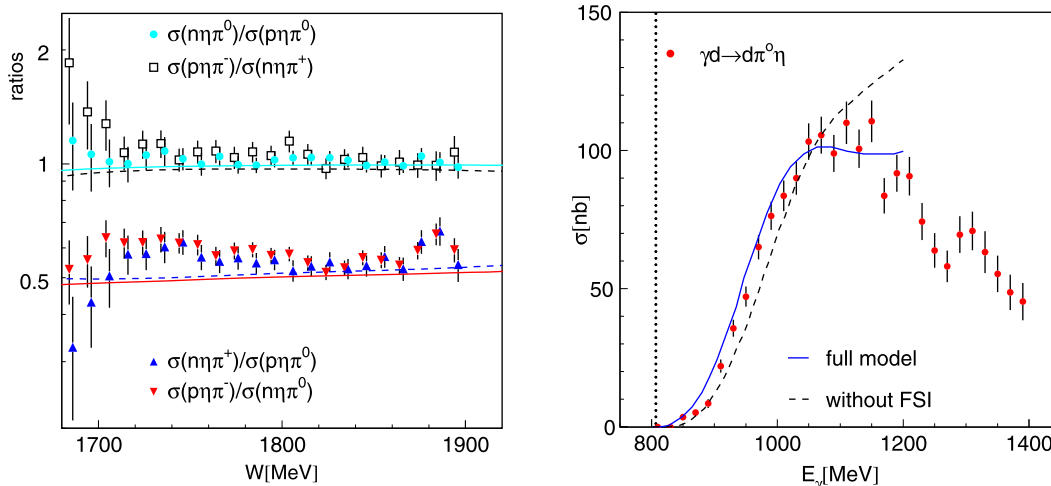 ratios
2
1
0.5
σ(nηπ⁰)/σ(pηπ⁰)
σ(pηπ⁻)/σ(nηπ⁺)
σ(nηπ⁺)/σ(pηπ⁰)
σ(pηπ⁻)/σ(nηπ⁰)
1700 1800 1900
W[MeV]
σ[nb]
150
100
50
0
γd→dπ⁰η
full model
without FSI
800 1000 1200 1400
E_γ[MeV]